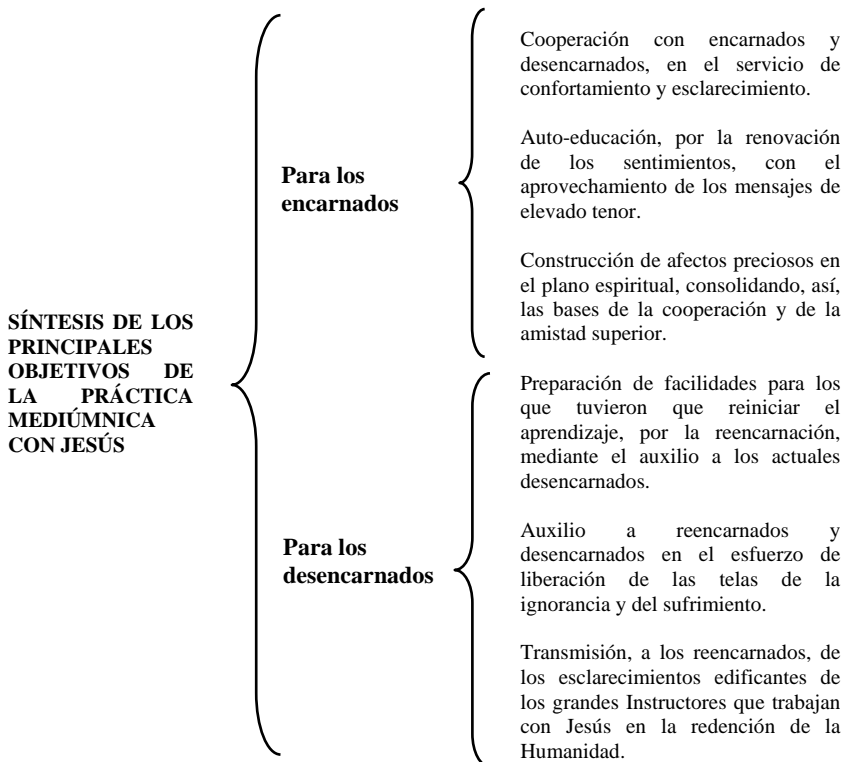 SÍNTESIS DE LOS
PRINCIPALES
OBJETIVOS DE
LA PRÁCTICA
MEDIÚMNICA
CON JESÚS
Para los
encarnados
Cooperación con encarnados y
desencarnados, en el servicio de
confortamiento y esclarecimiento.
Auto-educación, por la renovación
de los sentimientos, con el
aprovechamiento de los mensajes de
elevado tenor.
Construcción de afectos preciosos en
el plano espiritual, consolidando, así,
las bases de la cooperación y de la
amistad superior.
Para los
desencarnados
Preparación de facilidades para los
que tuvieron que reiniciar el
aprendizaje, por la reencarnación,
mediante el auxilio a los actuales
desencarnados.
Auxilio a reencarnados y
desencarnados en el esfuerzo de
liberación de las telas de la
ignorancia y del sufrimiento.
Transmisión, a los reencarnados, de
los esclarecimientos edificantes de
los grandes Instructores que trabajan
con Jesús en la redención de la
Humanidad.